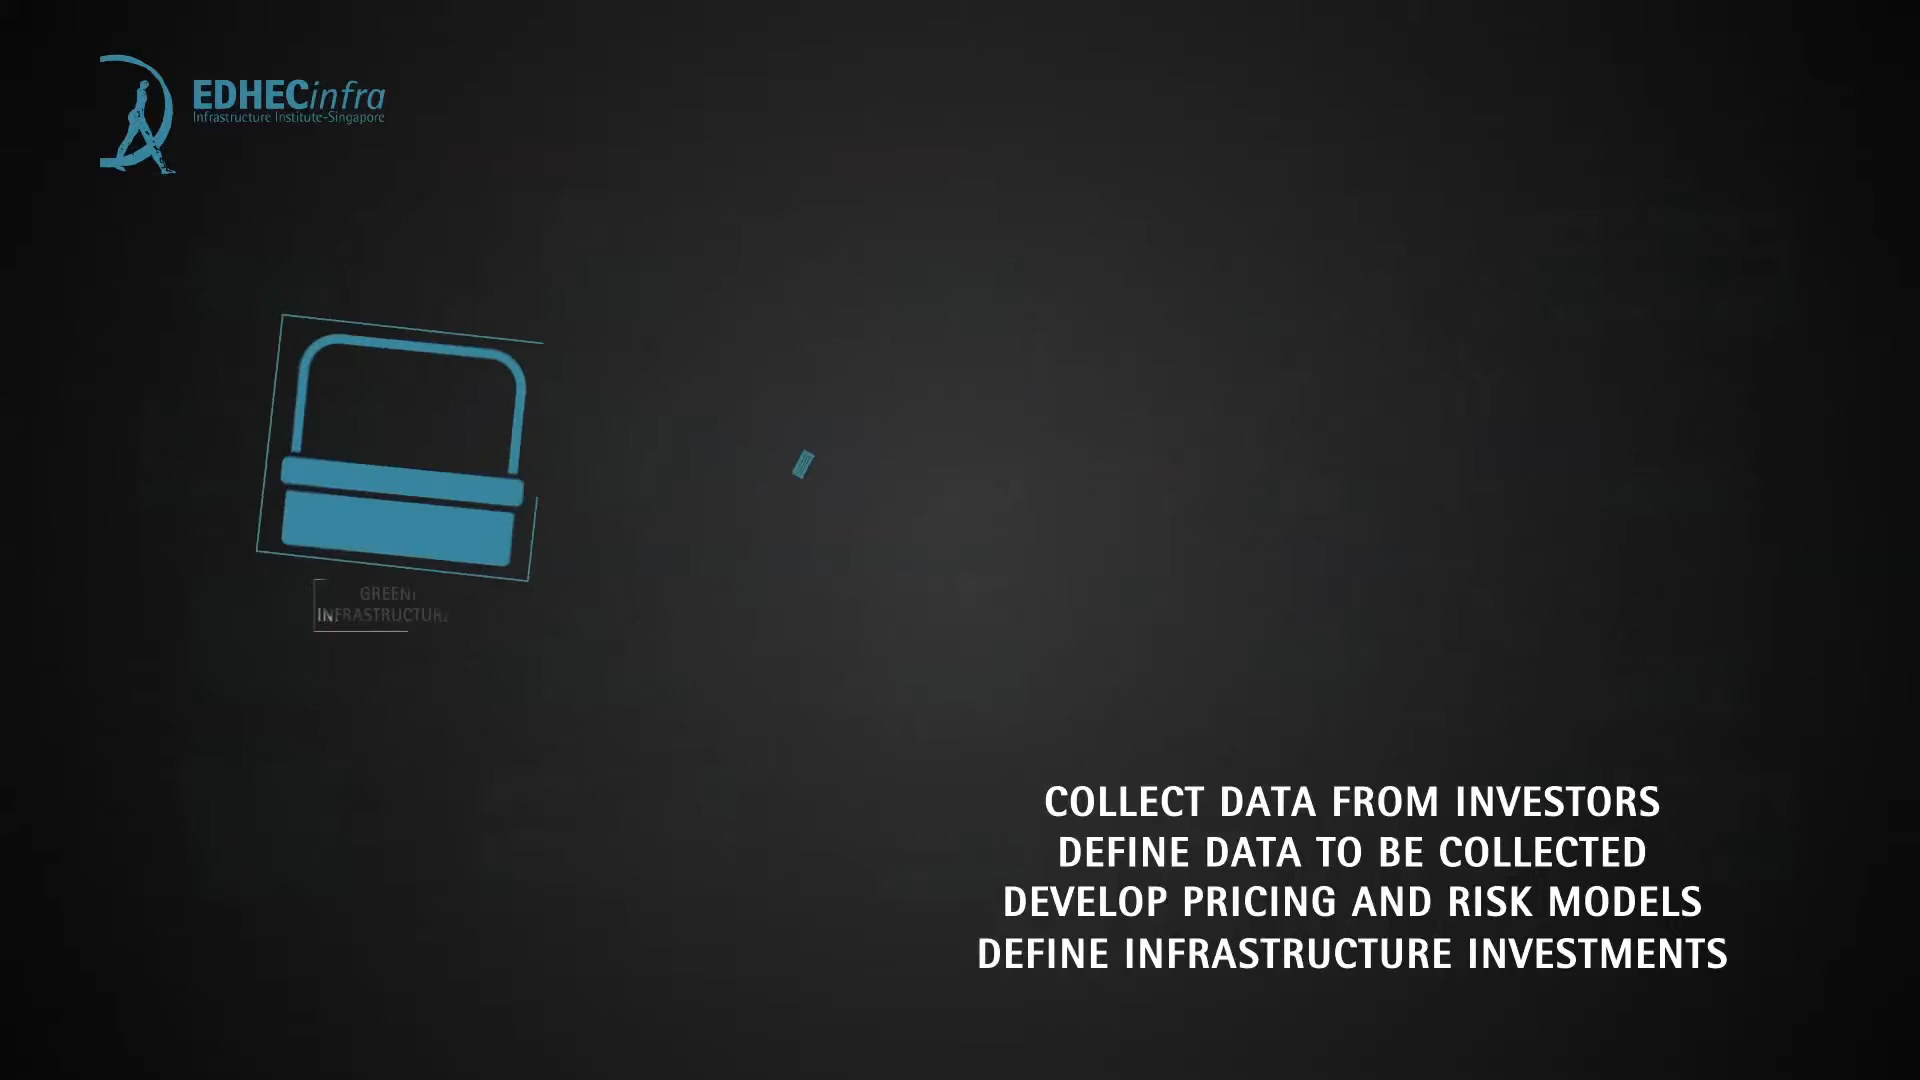 EDHECinfra
Infrastructure Institute-Singapore
GREEN
INFRASTRUCTURE
COLLECT DATA FROM INVESTORS
DEFINE DATA TO BE COLLECTED
DEVELOP PRICING AND RISK MODELS
DEFINE INFRASTRUCTURE INVESTMENTS